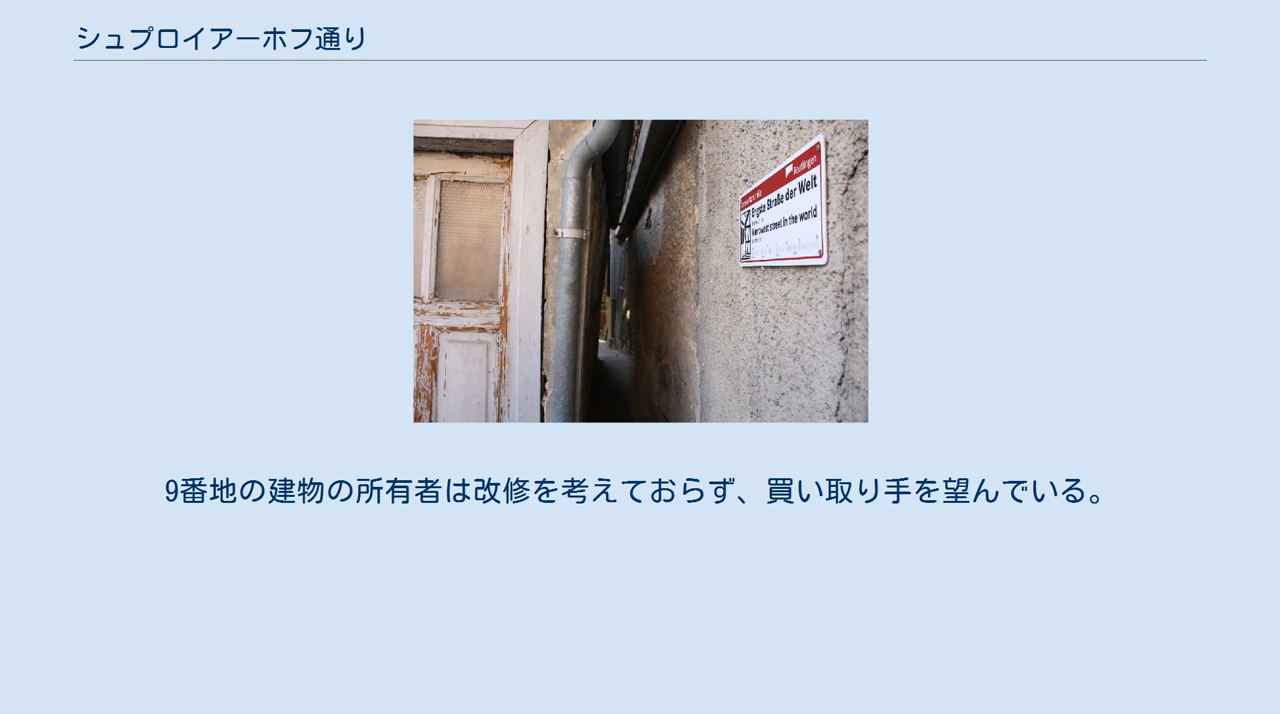 シュプロイアーホフ通り
Reutlingen
Engste Straße der Welt
Narrowest street in the world
9番地の建物の所有者は改修を考えておらず、買い取り手を望んでいる。